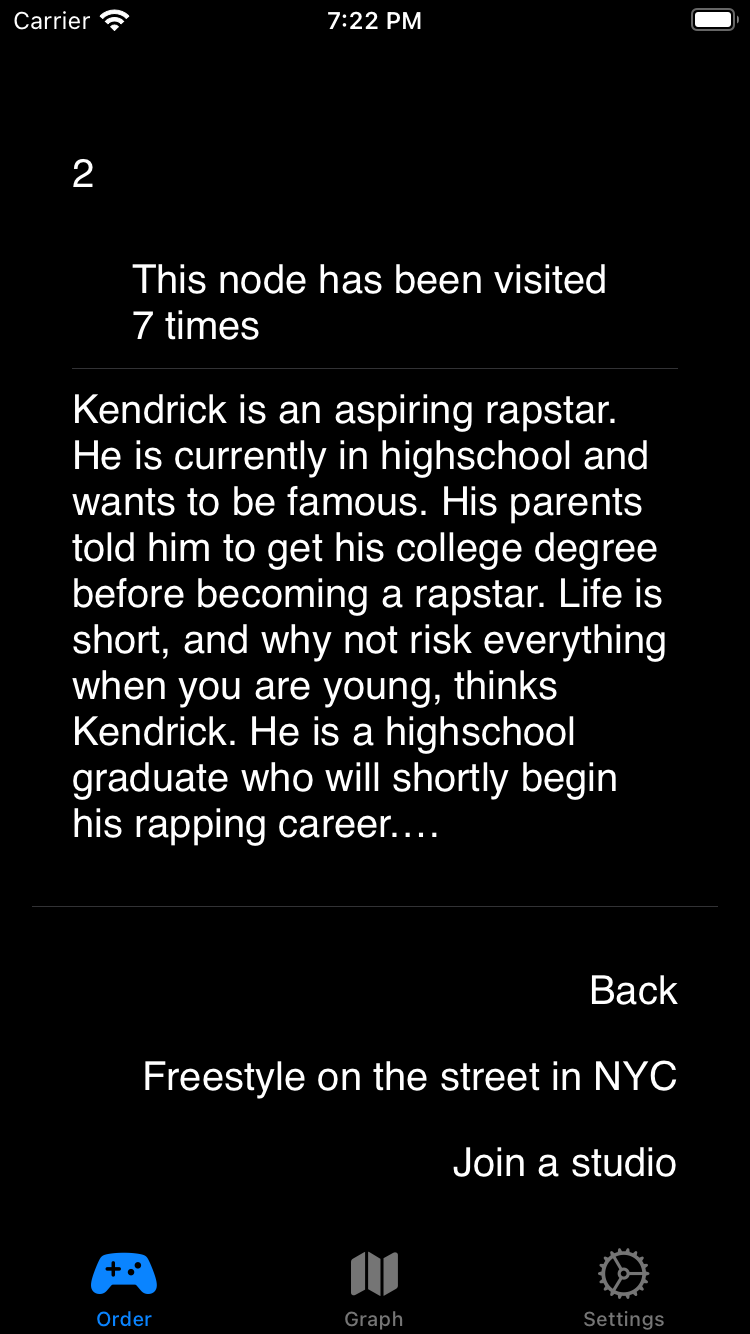 Carrier
7:22 PM
2
This node has been visited
7 times
Kendrick is an aspiring rapstar.
He is currently in highschool and
wants to be famous. His parents
told him to get his college degree
before becoming a rapstar. Life is
short, and why not risk everything
when you are young, thinks
Kendrick. He is a highschool
graduate who will shortly begin
his rapping career....
Back
Freestyle on the street in NYC
Join a studio
Order
Graph
Settings